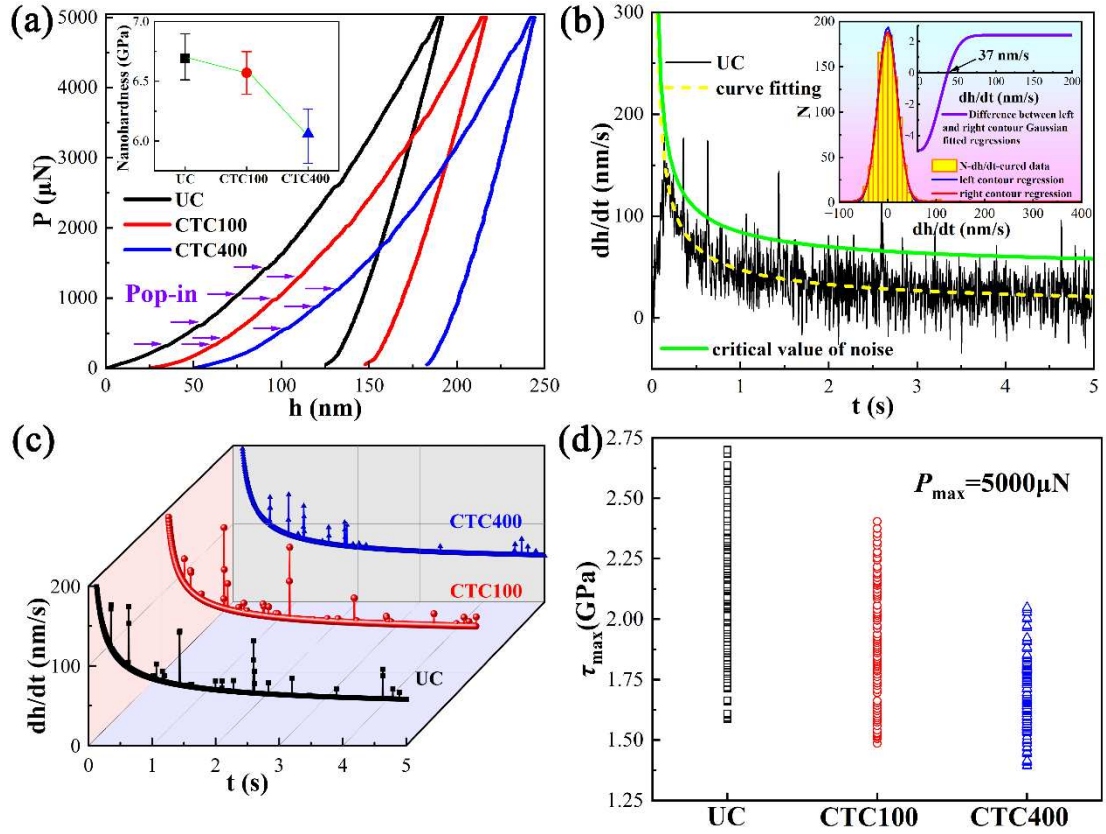 (a)
5000
4000
3000
2000
1000
0
P (μN)
0
50
100
150
200
250
h (nm)
Nanohardness (GPa)
7.0
6.5
6.0
UC
CTC100
CTC400
UC
CTC100
CTC400
Pop-in
(b)
300
200
100
0
dh/dt (nm/s)
0
1
2
3
4
5
t (s)
UC
curve fitting
critical value of noise
N
200
150
100
50
0
-100
0
100
200
300
400
dh/dt (nm/s)
2
0
-2
-4
0
50
100
150
200
dh/dt (nm/s)
37 nm/s
Difference between left
and right contour Gaussian
fitted regressions
N-dh/dt-cured data
left contour regression
right contour regression
(c)
200
100
0
dh/dt (nm/s)
0
1
2
3
4
5
t (s)
CTC400
CTC100
UC
(d)
2.75
2.50
2.25
2.00
1.75
1.50
1.25
τmax(GPa)
Pmax=5000μN
UC
CTC100
CTC400